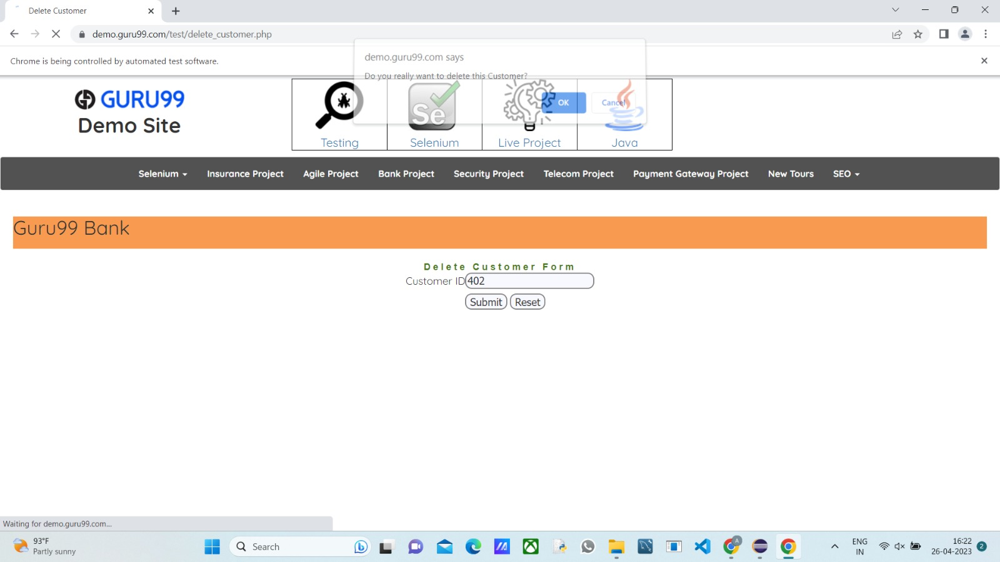 Delete Customer
demo.guru99.com/test/delete_customer.php
Chrome is being controlled by automated test software.
demo.guru99.com says
Do you really want to delete this Customer?
OK
Cancel
GURU99
Demo Site
Se
Testing
Selenium
Live Project
Java
Selenium
Insurance Project
Agile Project
Bank Project
Security Project
Telecom Project
Payment Gateway Project
New Tours
SEO
Guru99 Bank
Delete Customer Form
Customer ID 402
Submit
Reset
Waiting for demo.guru99.com...
93°F
Partly sunny
Search
A
ENG
IN
16:22
26-04-2023
2